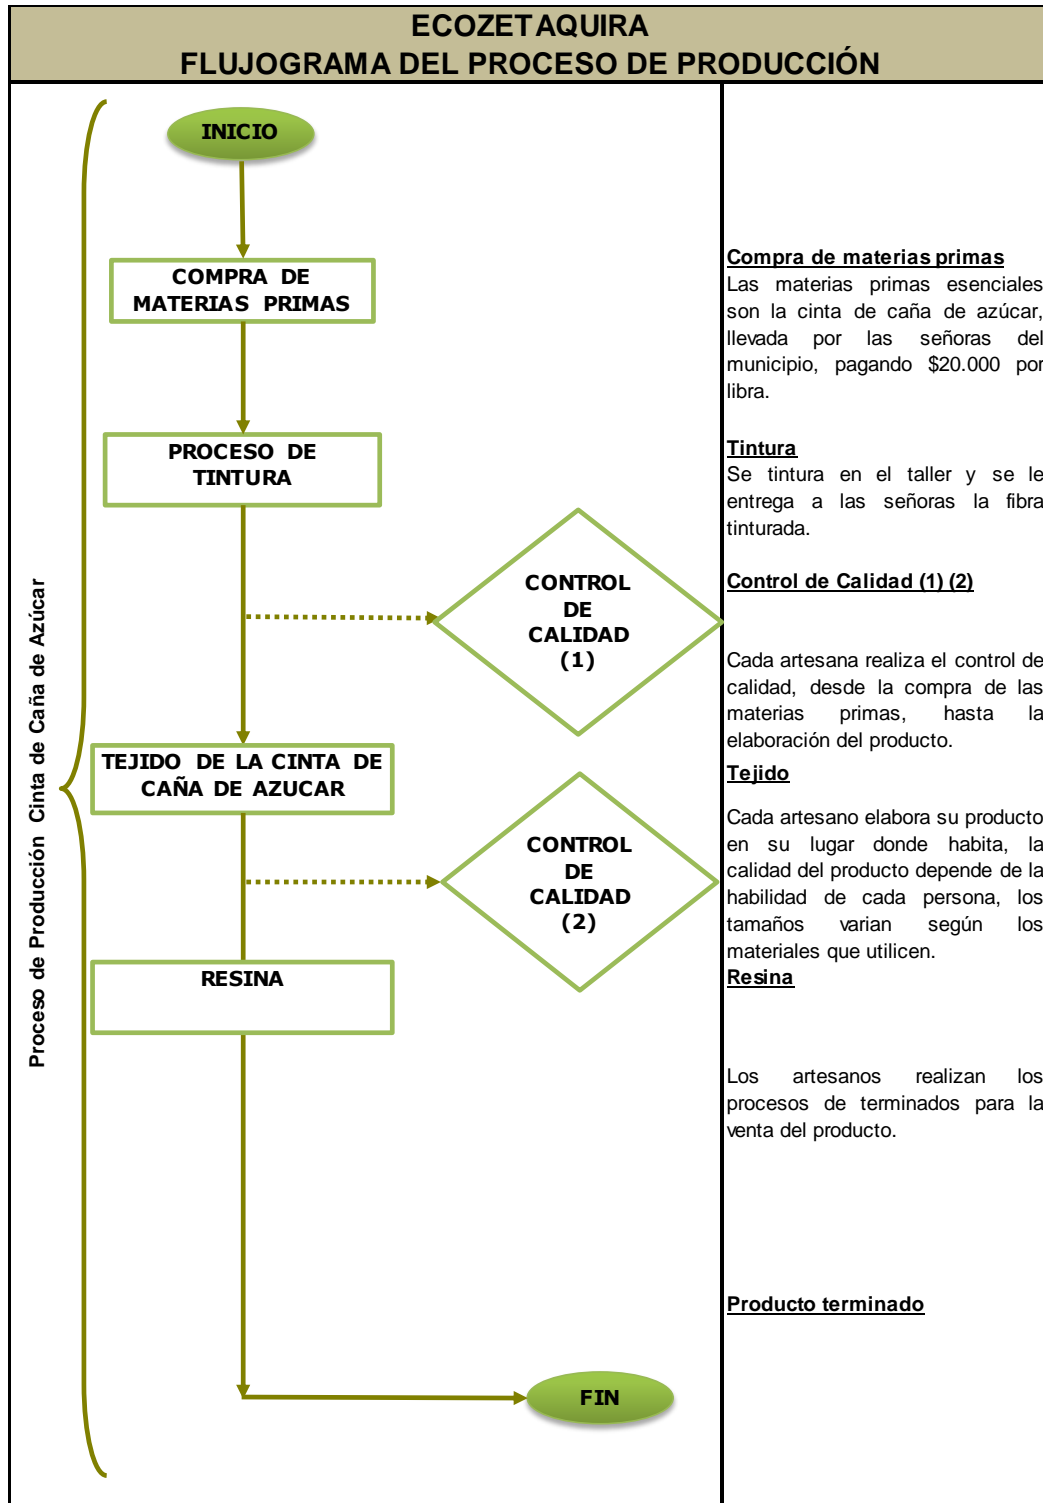 ECOZETAQUIRA
FLUJOGRAMA DEL PROCESO DE PRODUCCIÓN
Proceso de Producción Cinta de Caña de Azúcar
INICIO
COMPRA DE
MATERIAS PRIMAS
PROCESO DE
TINTURA
CONTROL
DE
CALIDAD
(1)
TEJIDO DE LA CINTA DE
CAÑA DE AZUCAR
CONTROL
DE
CALIDAD
(2)
RESINA
FIN
Compra de materias primas
Las materias primas esenciales
son la cinta de caña de azúcar,
llevada por las señoras del
municipio, pagando $20.000 por
libra.
Tintura
Se tintura en el taller y se le
entrega a las señoras la fibra
tinturada.
Control de Calidad (1) (2)
Cada artesana realiza el control de
calidad, desde la compra de las
materias primas, hasta la
elaboración del producto.
Tejido
Cada artesano elabora su producto
en su lugar donde habita, la
calidad del producto depende de la
habilidad de cada persona, los
tamaños varian según los
materiales que utilicen.
Resina
Los artesanos realizan los
procesos de terminados para la
venta del producto.
Producto terminado